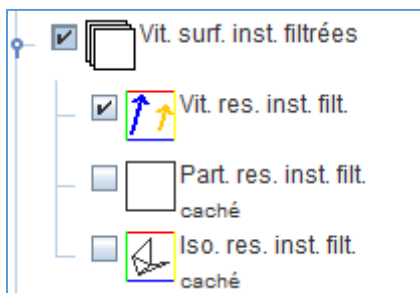 Vit. surf. inst. filtrées
Vit. res. inst. filt.
Part. res. inst. filt.
caché
Iso. res. inst. filt.
caché